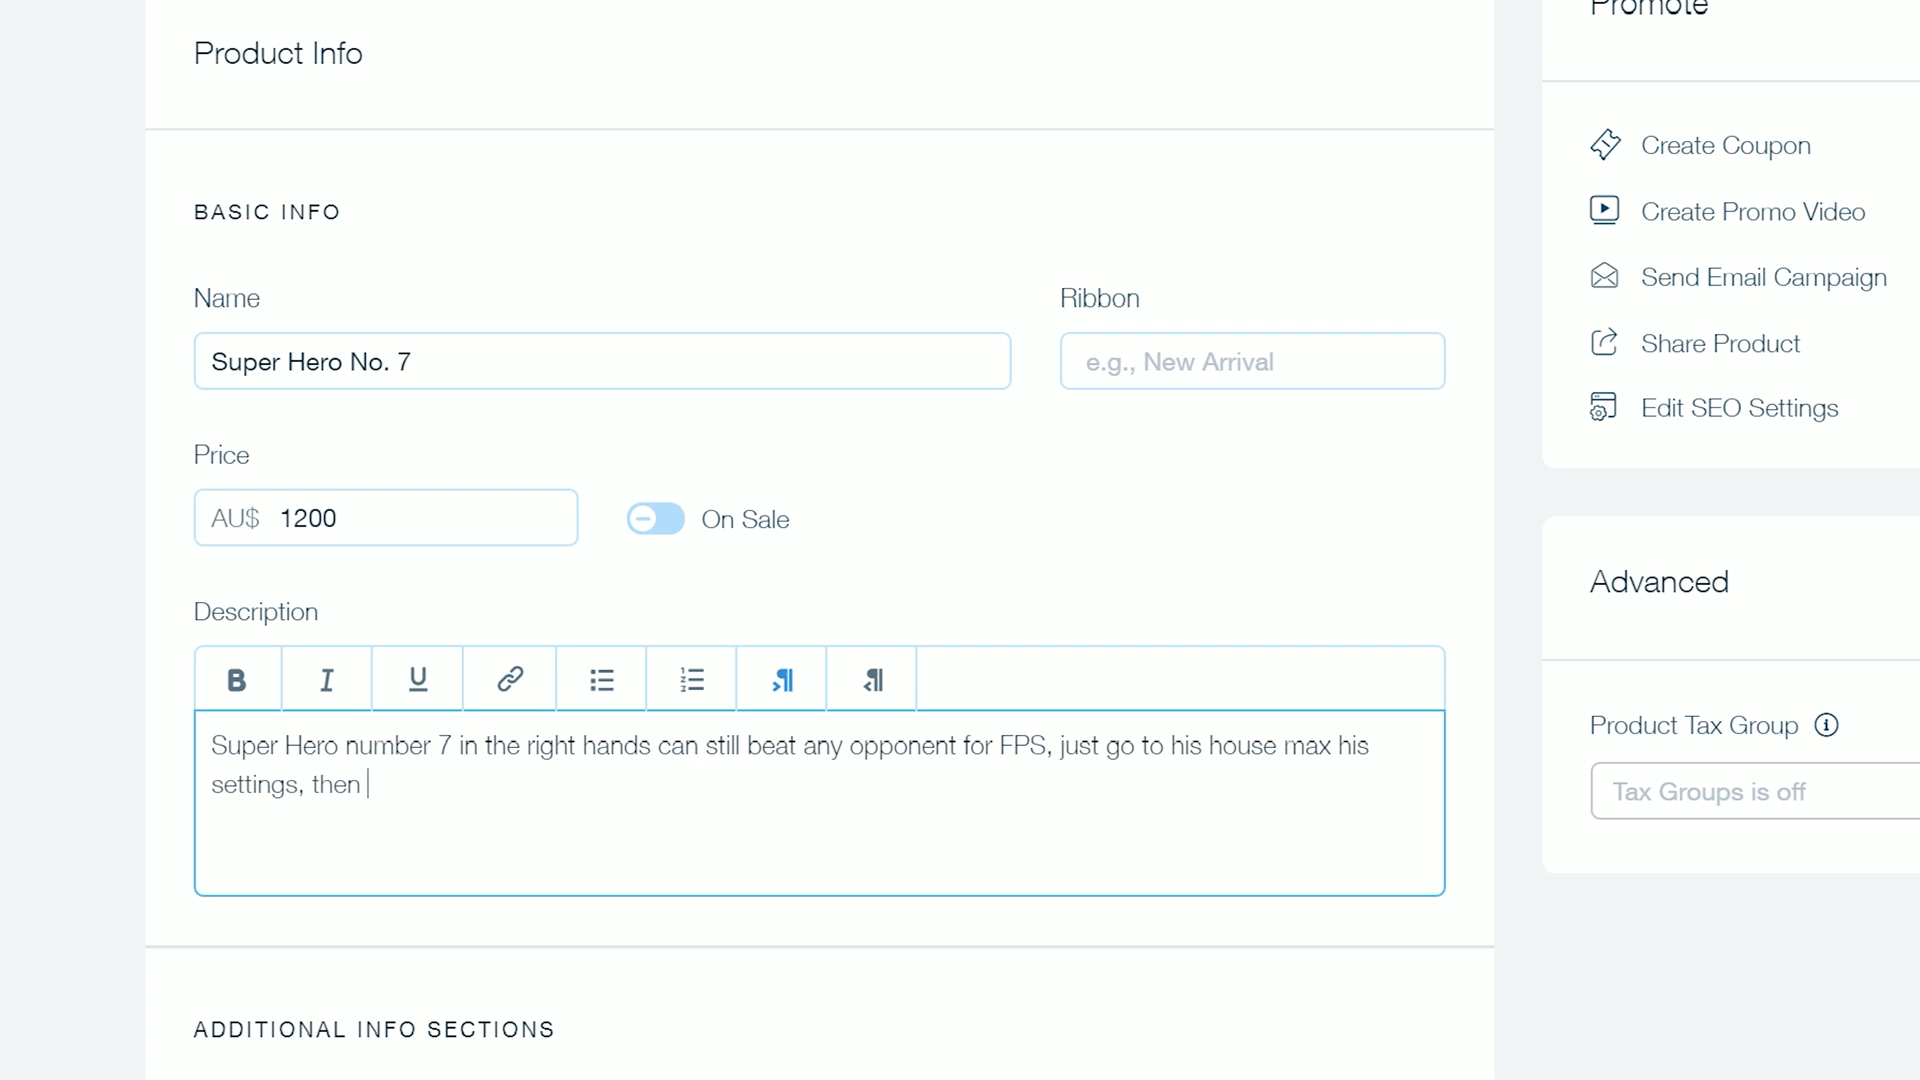 Product Info
BASIC INFO
Name
Super Hero No. 7
Ribbon
e.g., New Arrival
Price
AU$ 1200
On Sale
Description
B I U
Super Hero number 7 in the right hands can still beat any opponent for FPS, just go to his house max his
settings, then
ADDITIONAL INFO SECTIONS
Promote
Create Coupon
Create Promo Video
Send Email Campaign
Share Product
Edit SEO Settings
Advanced
Product Tax Group
Tax Groups is off